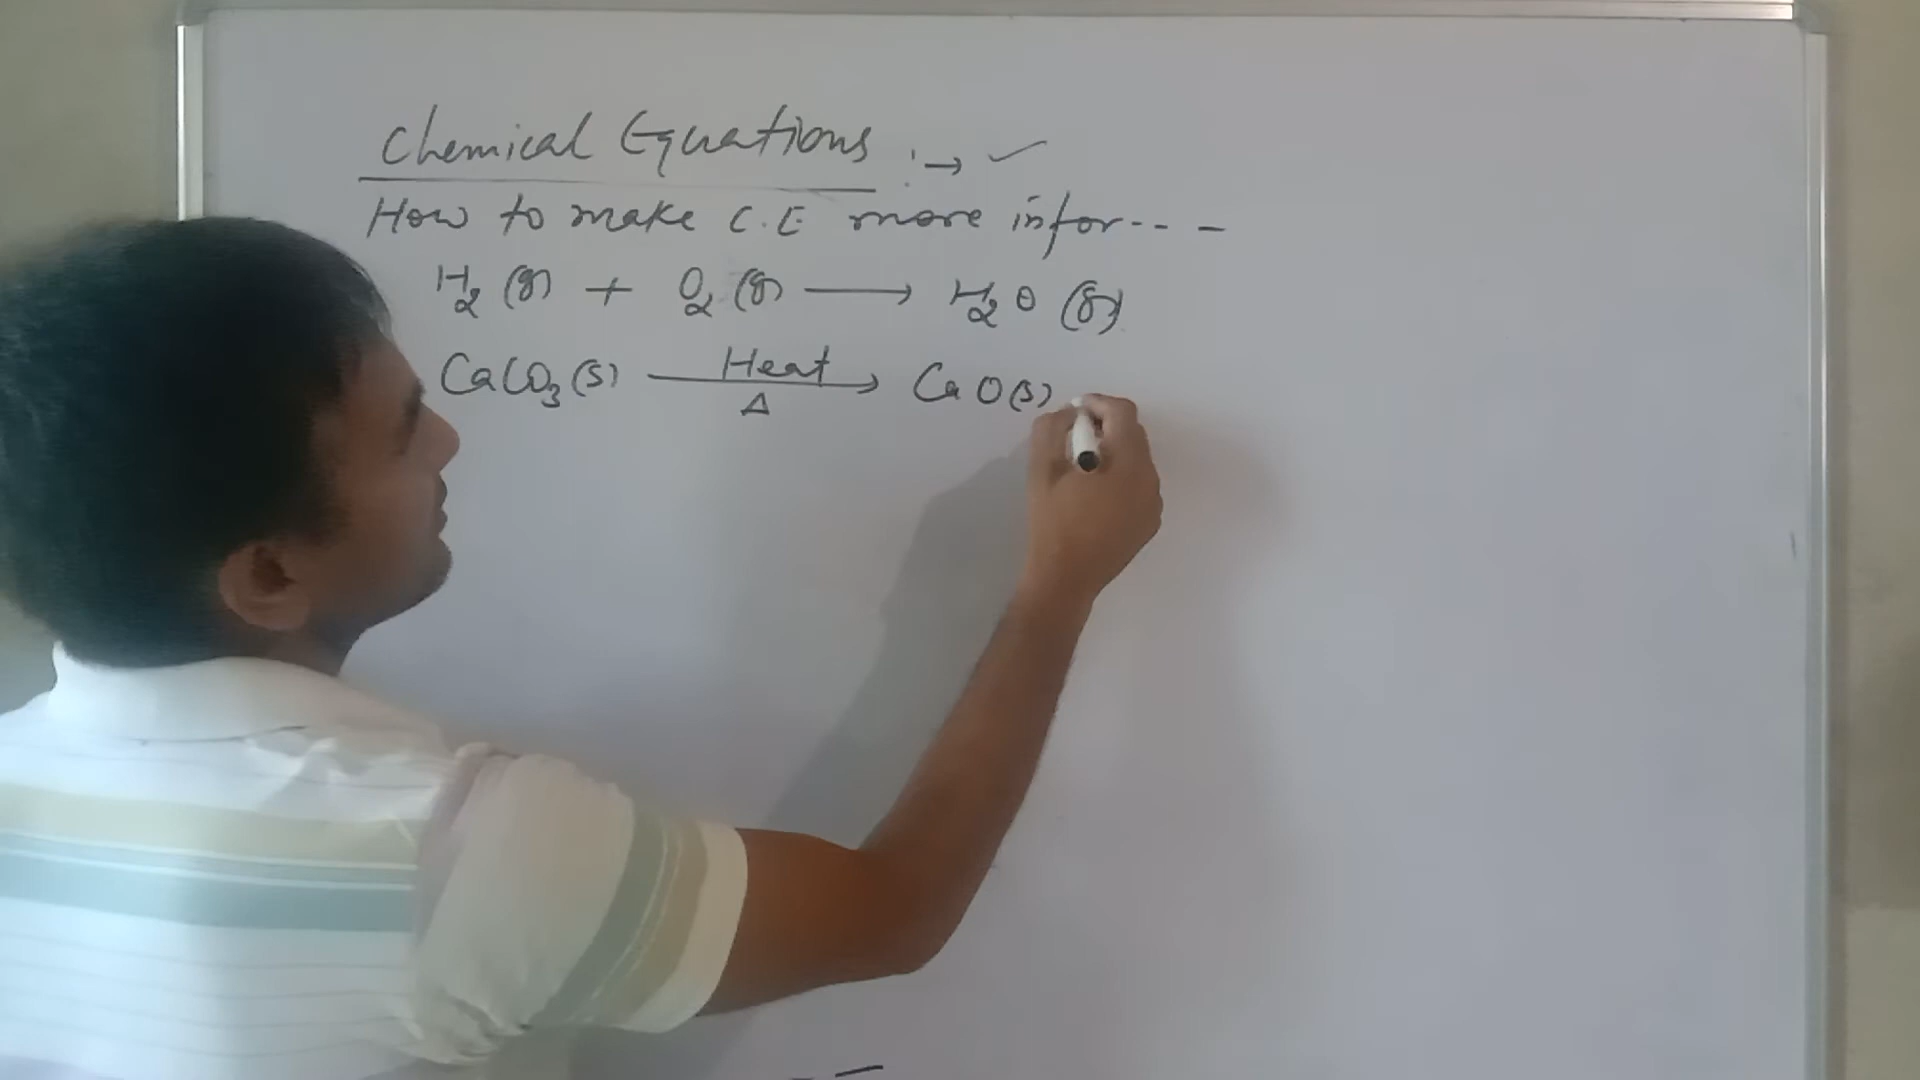 Chemical Equations :→ ✓
How to make C.E more infor---
H₂ (g) + O₂ (g) ⟶ H₂O (g)
CaCO₃(s) —Heat/Δ→ CaO(s)